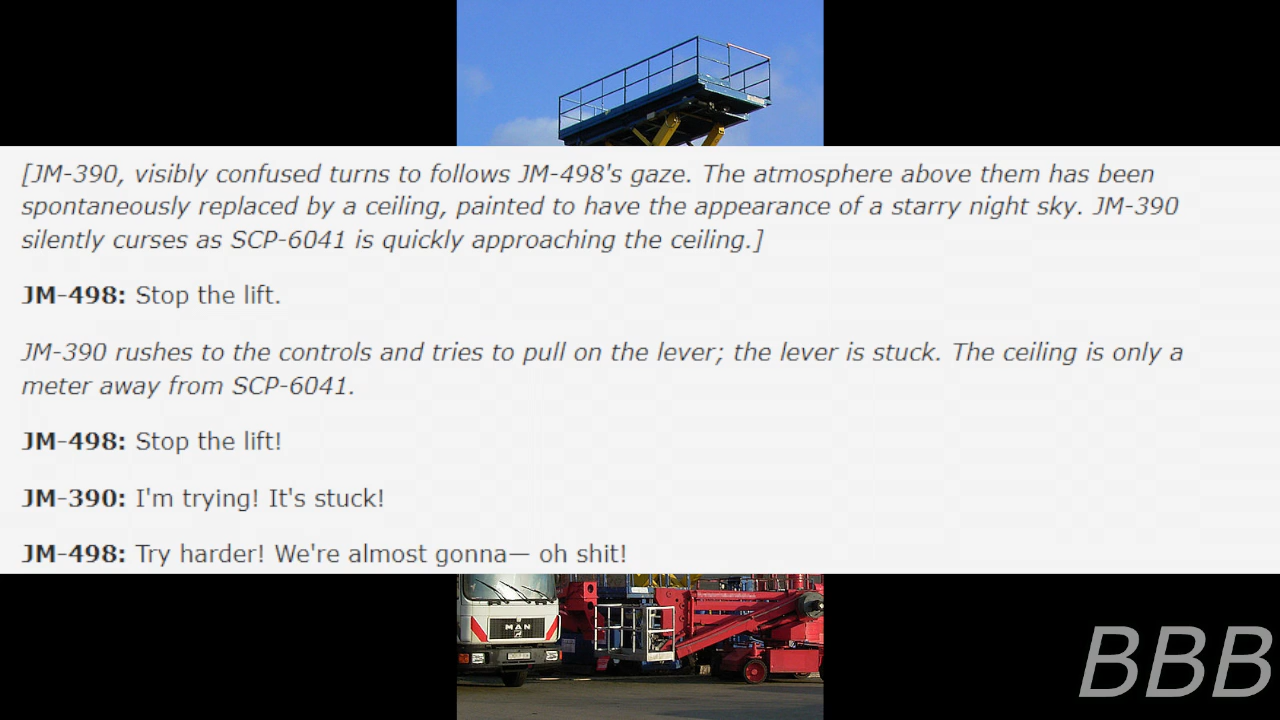 [JM-390, visibly confused turns to follows JM-498's gaze. The atmosphere above them has been
spontaneously replaced by a ceiling, painted to have the appearance of a starry night sky. JM-390
silently curses as SCP-6041 is quickly approaching the ceiling.]
JM-498: Stop the lift.
JM-390 rushes to the controls and tries to pull on the lever; the lever is stuck. The ceiling is only a
meter away from SCP-6041.
JM-498: Stop the lift!
JM-390: I'm trying! It's stuck!
JM-498: Try harder! We're almost gonna— oh shit!
MAN
BBB